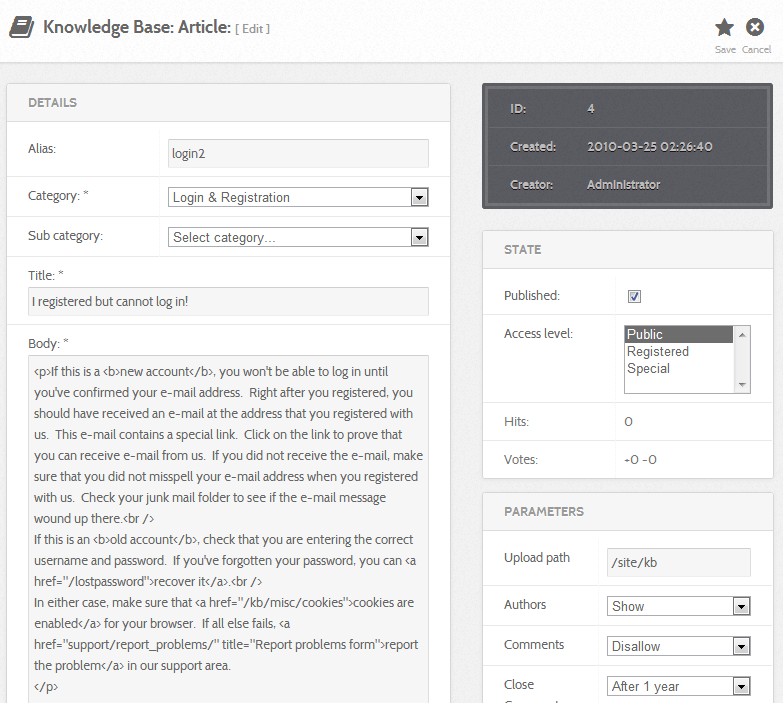 Knowledge Base: Article: [ Edit ]
Save Cancel
DETAILS
Alias:
login2
Category: *
Login & Registration
Sub category:
Select category...
Title: *
I registered but cannot log in!
Body: *
<p>If this is a <b>new account</b>, you won't be able to log in until
you've confirmed your e-mail address.  Right after you registered, you
should have received an e-mail at the address that you registered with
us.  This e-mail contains a special link.  Click on the link to prove that
you can receive e-mail from us.  If you did not receive the e-mail, make
sure that you did not misspell your e-mail address when you registered
with us.  Check your junk mail folder to see if the e-mail message
wound up there.<br />
If this is an <b>old account</b>, check that you are entering the correct
username and password.  If you've forgotten your password, you can <a
href="/lostpassword">recover it</a>.<br />
In either case, make sure that <a href="/kb/misc/cookies">cookies are
enabled</a> for your browser.  If all else fails, <a
href="support/report_problems/" title="Report problems form">report
the problem</a> in our support area.
</p>
ID: 4
Created: 2010-03-25 02:26:40
Creator: Administrator
STATE
Published:
Access level:
Public
Registered
Special
Hits: 0
Votes: +0 -0
PARAMETERS
Upload path
/site/kb
Authors
Show
Comments
Disallow
Close
After 1 year